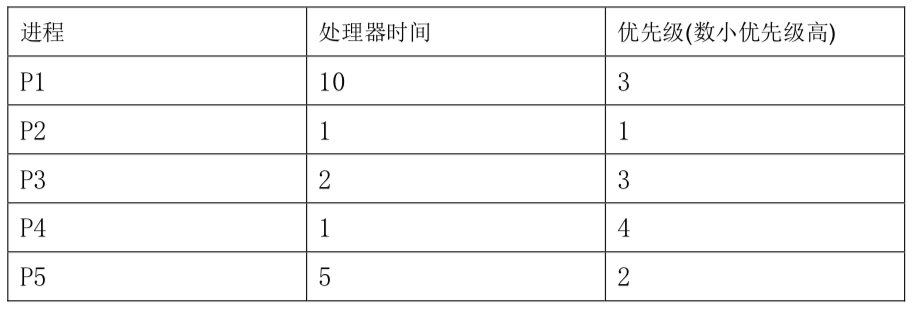 进程 处理器时间 优先级(数小优先级高)
P1 10 3
P2 1 1
P3 2 3
P4 1 4
P5 5 2